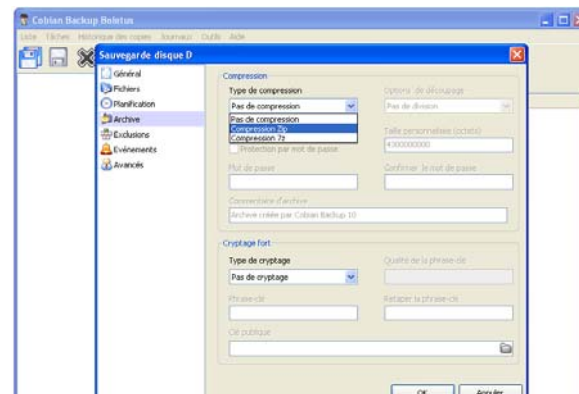 Cobian Backup Boletus
Liste Tâches Historique des copies Journaux Outils Aide
Sauvegarde disque D
Général
Fichiers
Planification
Archive
Exclusions
Evénements
Avancés
Compression
Type de compression
Options de découpage
Pas de compression
Pas de division
Pas de compression
Compression Zip
Compression 7z
Taille personnalisée (octets)
4300000000
Protection par mot de passe
Mot de passe
Confirmer le mot de passe
Commentaire d'archive
Archive créée par Cobian Backup 10
Cryptage fort
Type de cryptage
Qualité de la phrase-clé
Pas de cryptage
Phrase-clé
Retaper la phrase-clé
Clé publique
OK
Annuler